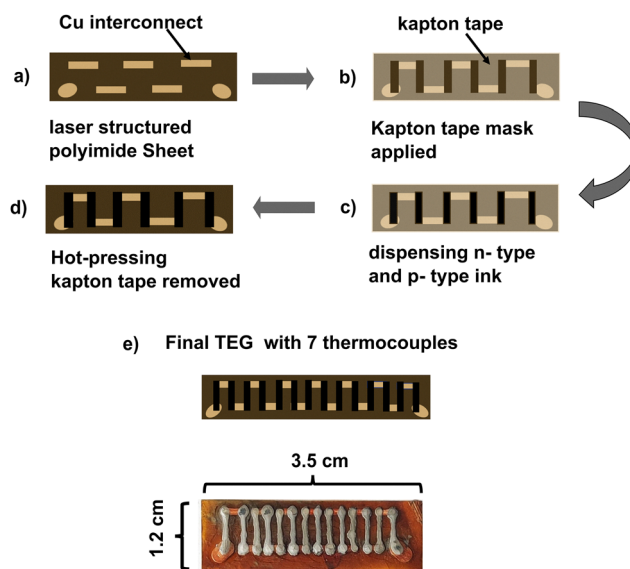 Cu interconnect
a)
laser structured
polyimide Sheet
kapton tape
b)
Kapton tape mask
applied
d)
Hot-pressing
kapton tape removed
c)
dispensing n- type
and p- type ink
e) Final TEG with 7 thermocouples
3.5 cm
1.2 cm